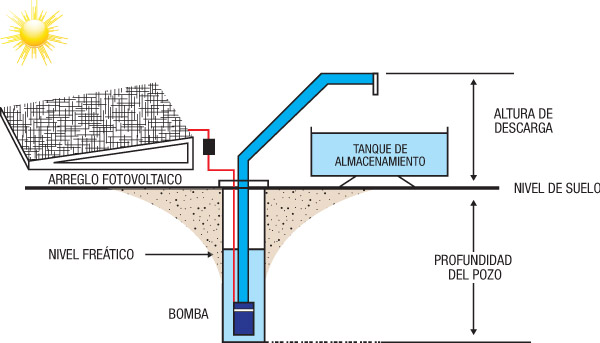 ALTURA DE
DESCARGA
TANQUE DE
ALMACENAMIENTO
ARREGLO FOTOVOLTAICO
NIVEL DE SUELO
NIVEL FREÁTICO
PROFUNDIDAD
DEL POZO
BOMBA